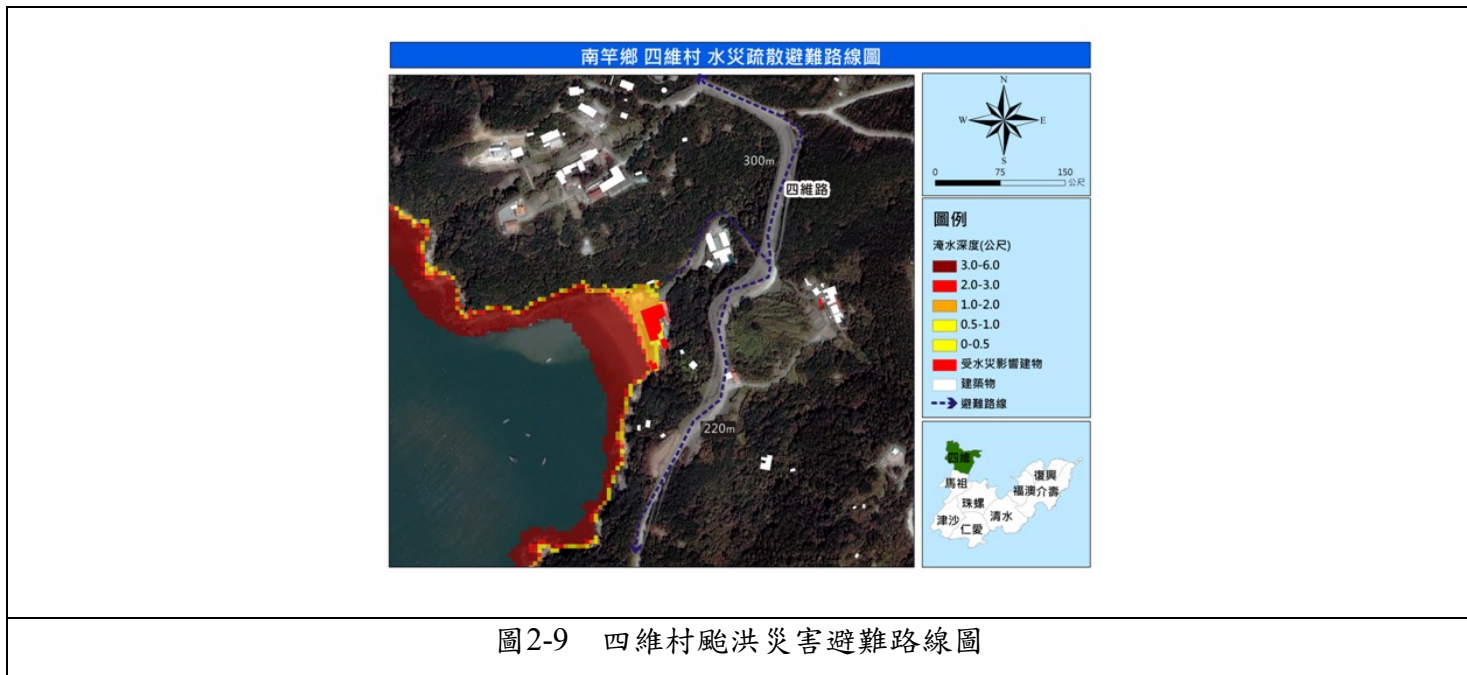 南竿鄉 四維村 水災疏散避難路線圖
300m
四維路
220m
N
W
E
S
0 75 150
公尺
圖例
淹水深度(公尺)
3.0-6.0
2.0-3.0
1.0-2.0
0.5-1.0
0-0.5
受水災影響建物
建築物
避難路線
四維
馬祖
復興
福澳
介壽
珠螺
清水
津沙
仁愛
圖2-9 四維村颱洪災害避難路線圖